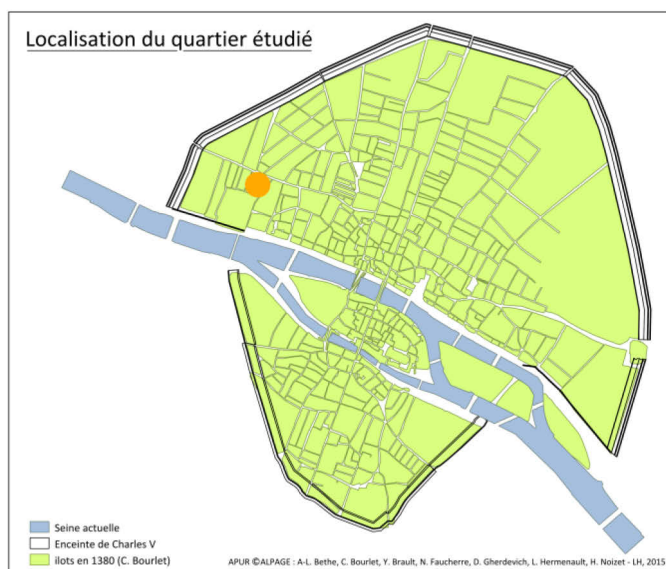 Localisation du quartier étudié
Seine actuelle
Enceinte de Charles V
ilots en 1380 (C. Bourlet)
APUR ©ALPAGE : A-L. Bethe, C. Bourlet, Y. Brault, N. Faucherre, D. Gherdevich, L. Hermenault, H. Noizet - LH, 2015